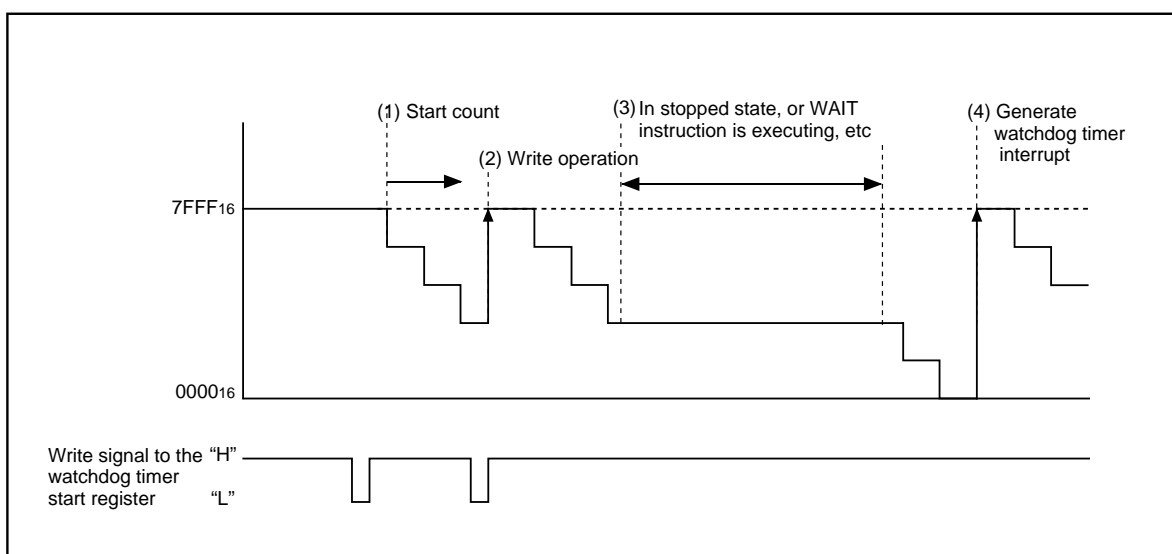 (1) Start count
(2) Write operation
(3) In stopped state, or WAIT
instruction is executing, etc
(4) Generate
watchdog timer
interrupt
7FFF16
000016
Write signal to the "H"
watchdog timer
start register "L"